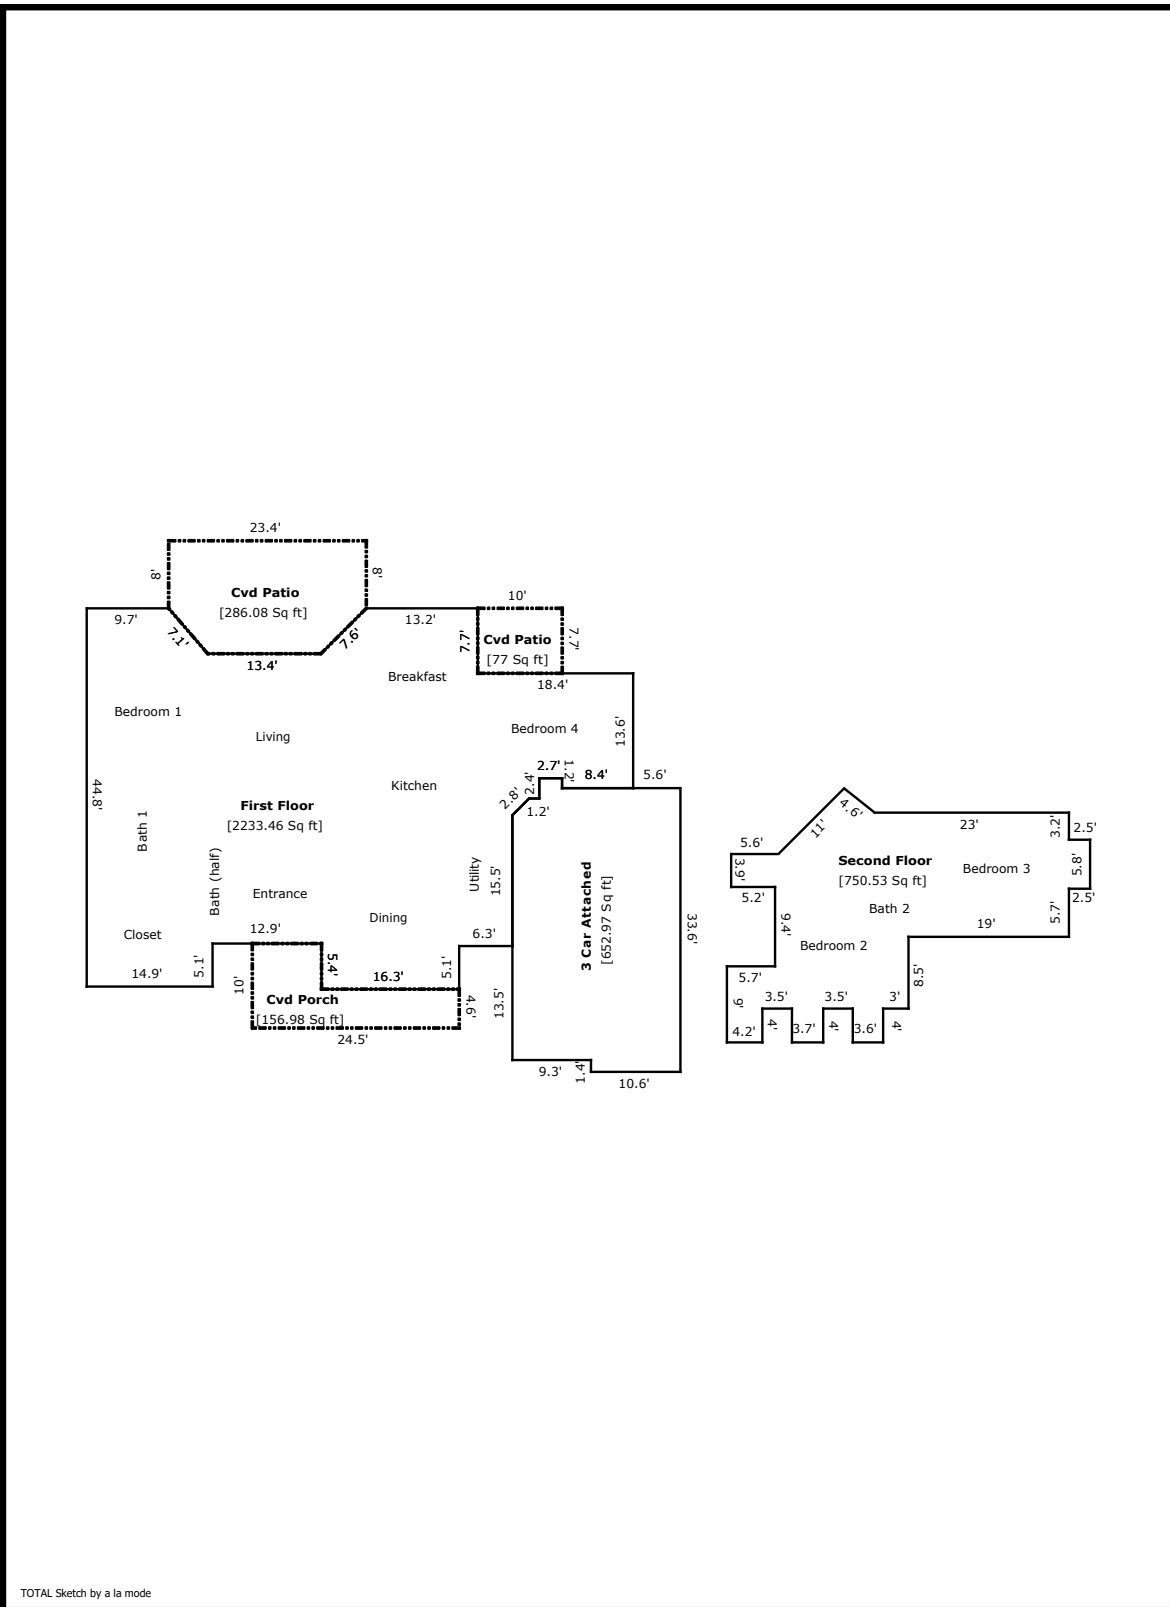 23.4'
8'
8'
Cvd Patio
[286.08 Sq ft]
9.7'
7.1'
13.4'
7.6'
13.2'
10'
7.7'
Cvd Patio
[77 Sq ft]
7.7'
18.4'
Breakfast
Bedroom 1
Living
Bedroom 4
13.6'
44.8'
Kitchen
2.7'
1.2'
8.4'
5.6'
2.4'
2.8'
1.2'
First Floor
[2233.46 Sq ft]
Bath 1
Bath (half)
Utility
15.5'
Entrance
Dining
Closet
12.9'
6.3'
14.9'
5.1'
10'
5.4'
16.3'
5.1'
Cvd Porch
[156.98 Sq ft]
4.6'
24.5'
13.5'
3 Car Attached
[652.97 Sq ft]
33.6'
9.3'
1.4'
10.6'
4.6'
11'
23'
3.2'
2.5'
5.6'
3.9'
5.2'
Second Floor
[750.53 Sq ft]
Bedroom 3
5.8'
2.5'
5.7'
Bath 2
19'
9.4'
Bedroom 2
5.7'
8.5'
9'
3.5'
3.5'
3'
4.2'
4'
3.7'
4'
3.6'
4'
TOTAL Sketch by a la mode